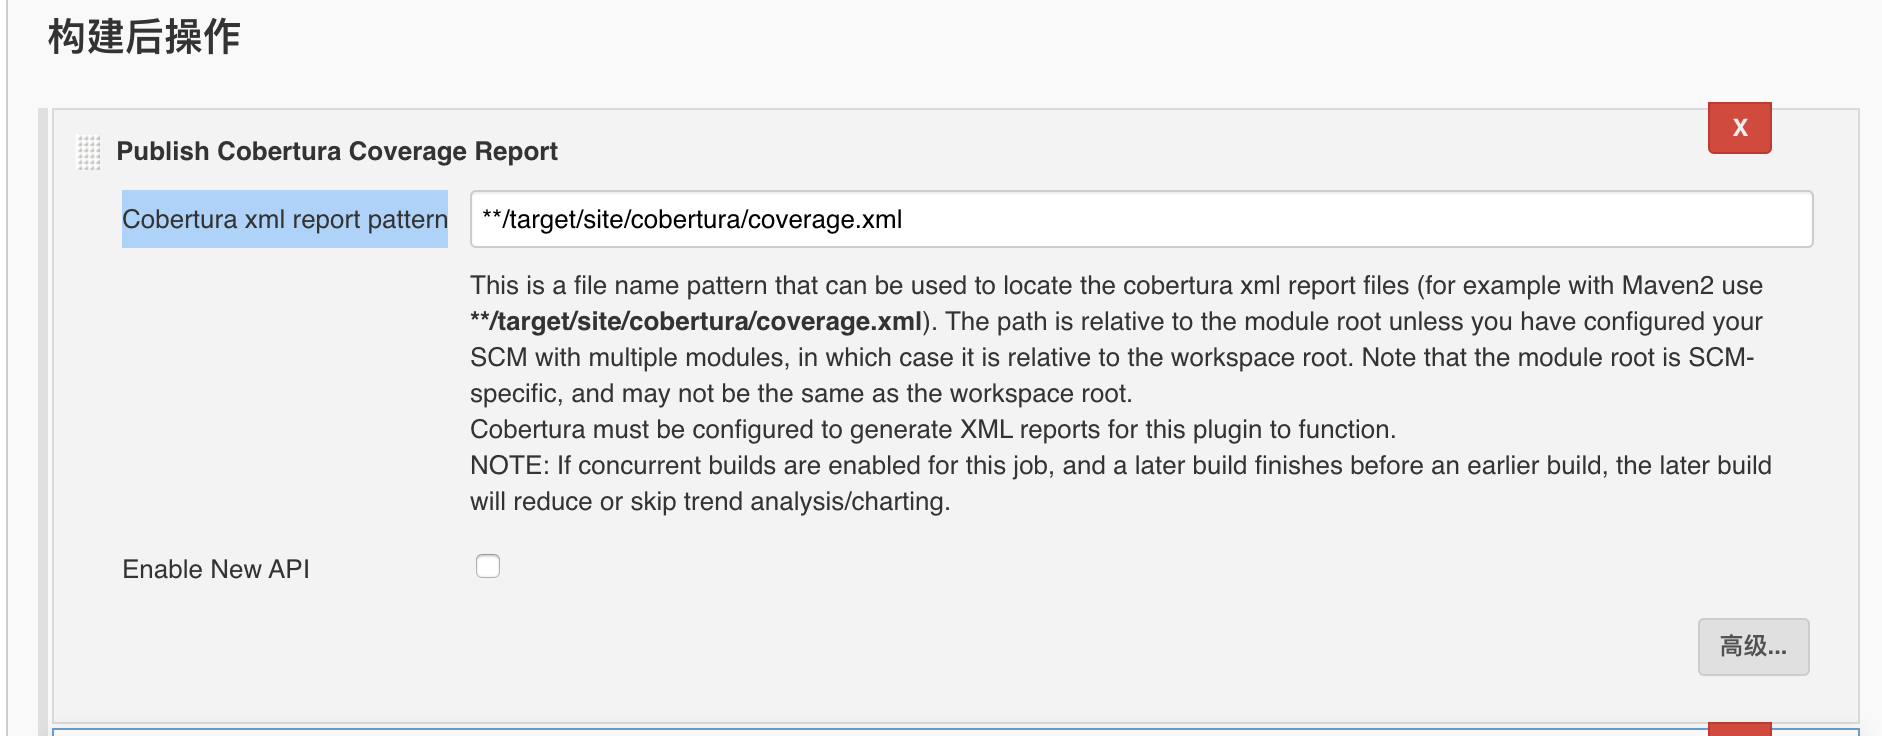 构建后操作
X
Publish Cobertura Coverage Report
Cobertura xml report pattern
**/target/site/cobertura/coverage.xml
This is a file name pattern that can be used to locate the cobertura xml report files (for example with Maven2 use
**/target/site/cobertura/coverage.xml). The path is relative to the module root unless you have configured your
SCM with multiple modules, in which case it is relative to the workspace root. Note that the module root is SCM-
specific, and may not be the same as the workspace root.
Cobertura must be configured to generate XML reports for this plugin to function.
NOTE: If concurrent builds are enabled for this job, and a later build finishes before an earlier build, the later build
will reduce or skip trend analysis/charting.
Enable New API
高级...